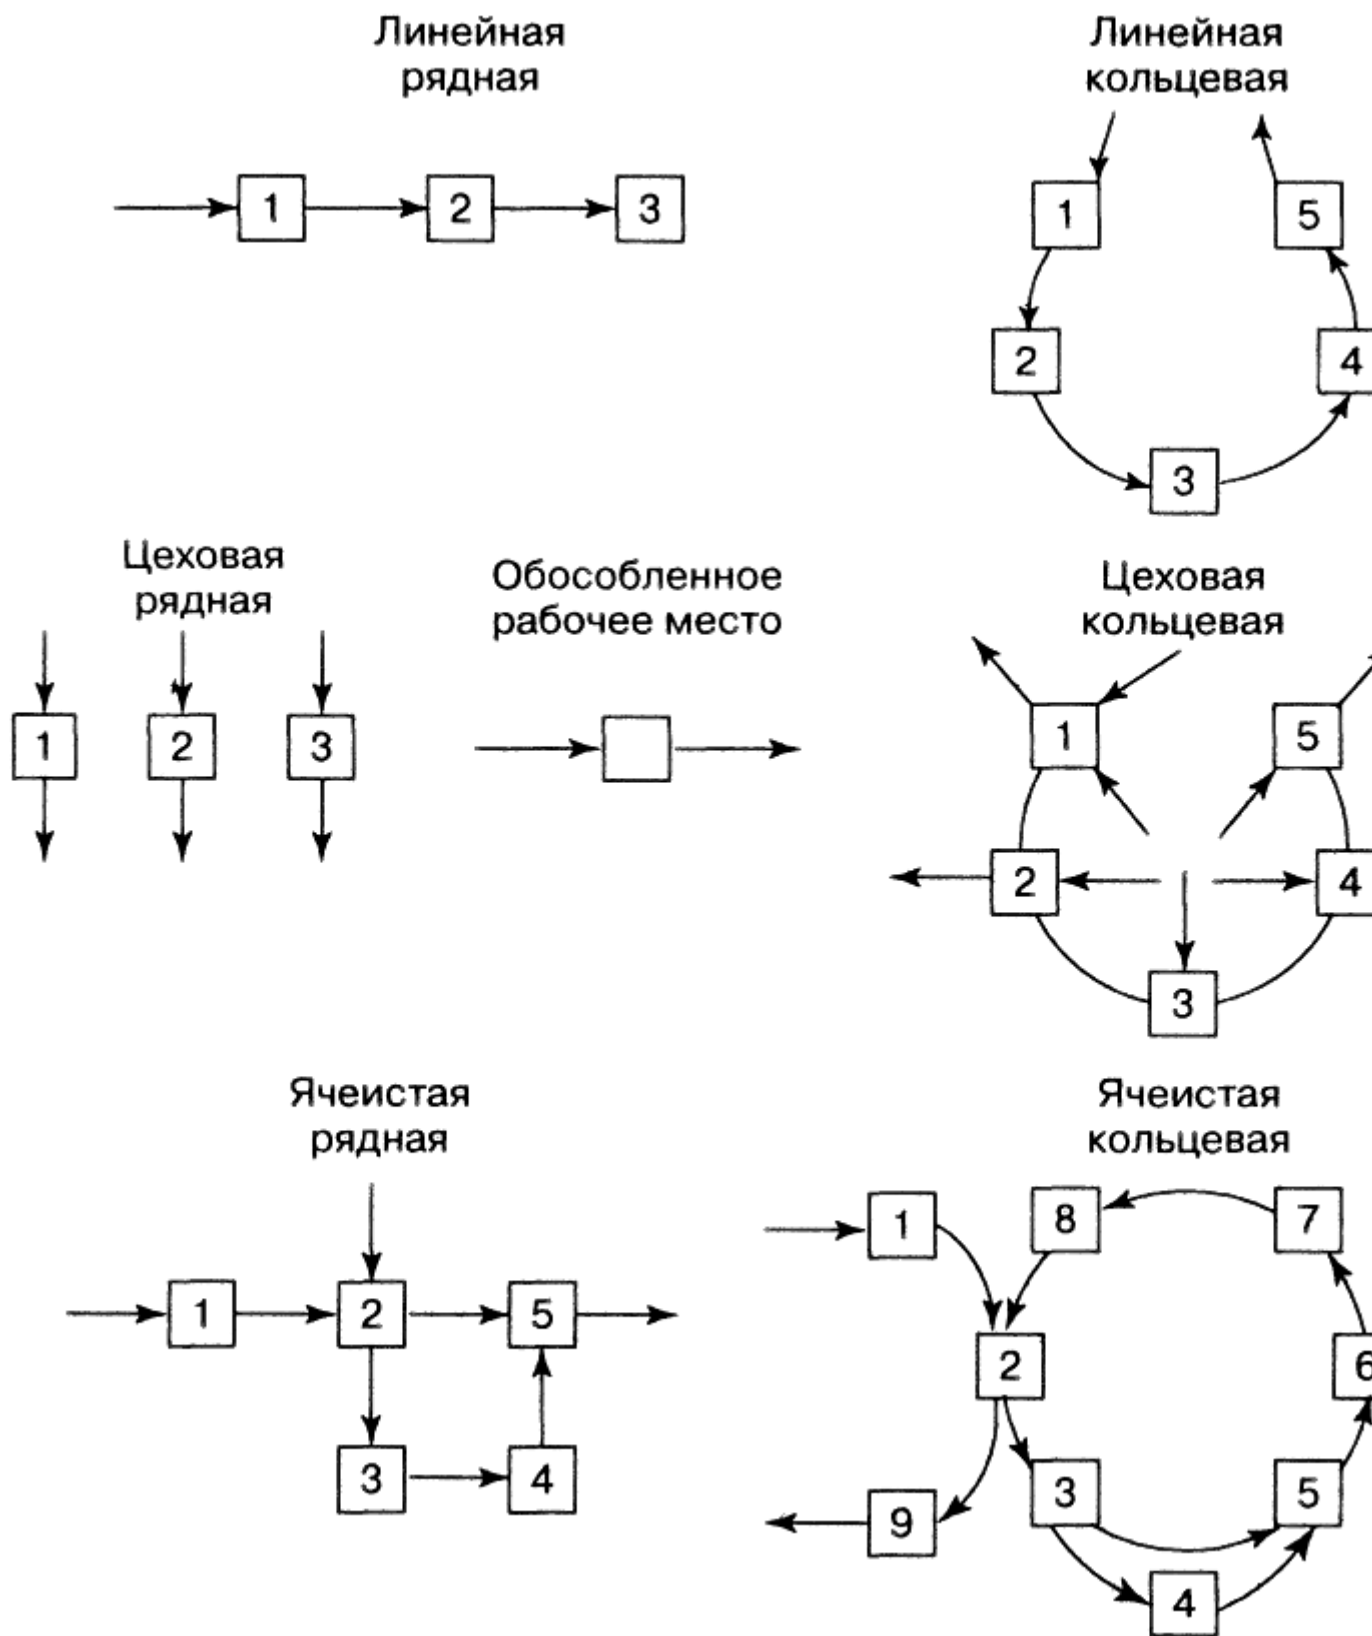 Линейная
рядная
1
2
3
Линейная
кольцевая
1
5
2
4
3
Цеховая
рядная
1
2
3
Обособленное
рабочее место
Цеховая
кольцевая
1
5
2
4
3
Ячеистая
рядная
1
2
5
3
4
Ячеистая
кольцевая
1
8
7
2
6
3
5
9
4